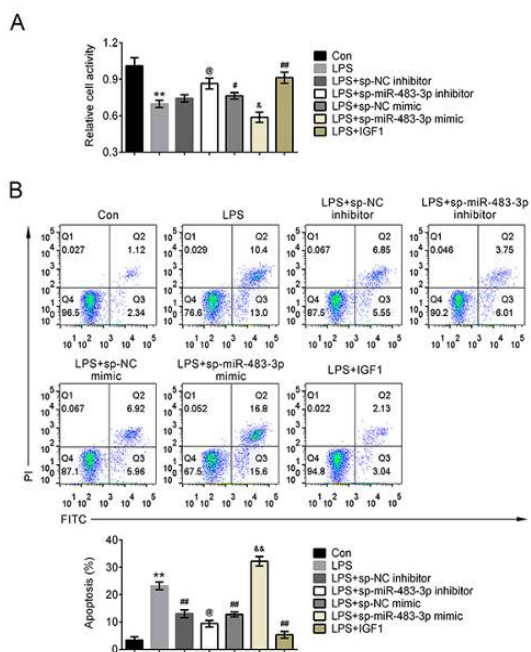 A
Relative cell activity
1.2
0.9
0.6
0.3
**
@
#
&
##
Con
LPS
LPS+sp-NC inhibitor
LPS+sp-miR-483-3p inhibitor
LPS+sp-NC mimic
LPS+sp-miR-483-3p mimic
LPS+IGF1
B
Con
LPS
LPS+sp-NC
inhibitor
LPS+sp-miR-483-3p
inhibitor
Q1 0.027 Q2 1.12
Q4 96.5 Q3 2.34
Q1 0.029 Q2 10.4
Q4 76.6 Q3 13.0
Q1 0.067 Q2 6.85
Q4 87.5 Q3 5.55
Q1 0.046 Q2 3.75
Q4 90.2 Q3 6.01
LPS+sp-NC
mimic
LPS+sp-miR-483-3p
mimic
LPS+IGF1
Q1 0.067 Q2 6.92
Q4 87.1 Q3 5.96
Q1 0.052 Q2 16.8
Q4 67.5 Q3 15.6
Q1 0.022 Q2 2.13
Q4 94.8 Q3 3.04
PI
FITC
Apoptosis (%)
40
30
20
10
0
**
##
@
##
&&
##
Con
LPS
LPS+sp-NC inhibitor
LPS+sp-miR-483-3p inhibitor
LPS+sp-NC mimic
LPS+sp-miR-483-3p mimic
LPS+IGF1